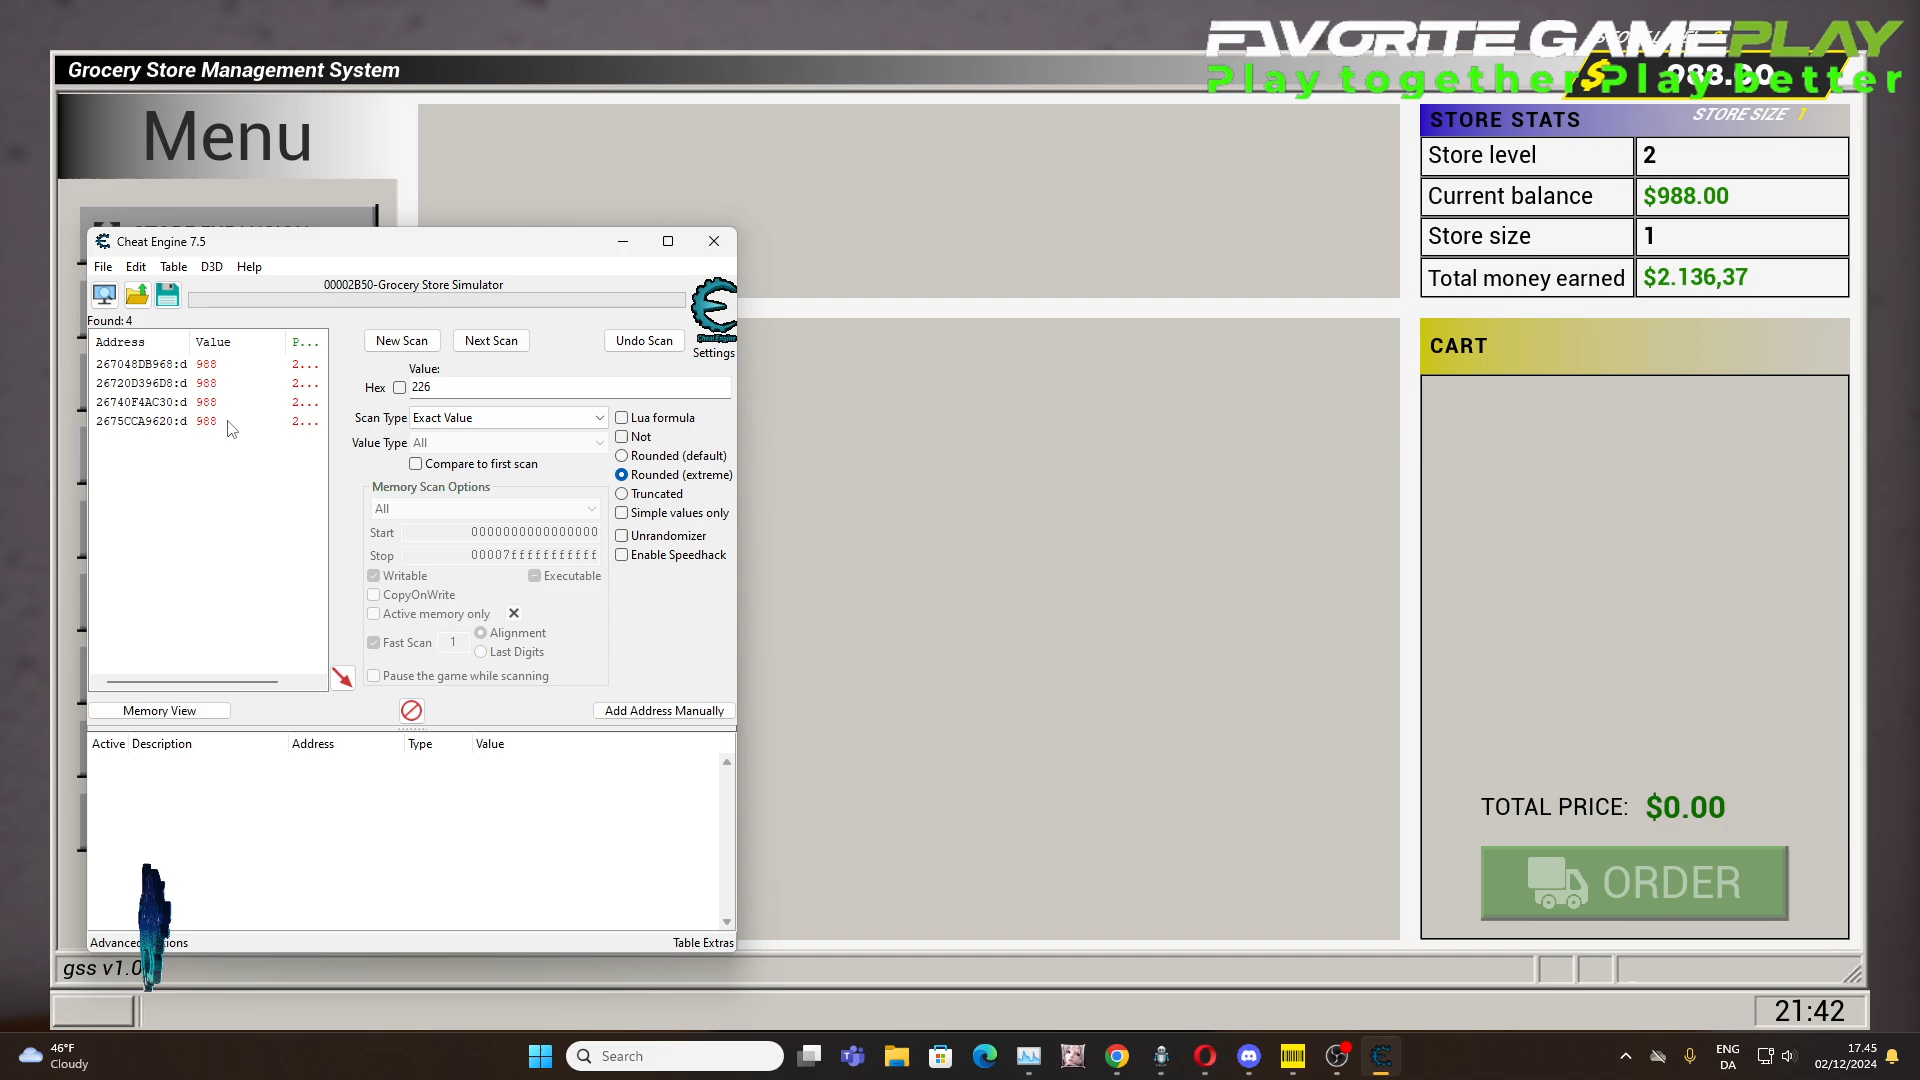 FAVORITE GAMEPLAY
Play together Play better
Grocery Store Management System
$ 988.00
STORE SIZE 1
Menu
STORE STATS
Store level 2
Current balance $988.00
Store size 1
Total money earned $2.136,37
CART
TOTAL PRICE: $0.00
ORDER
Cheat Engine 7.5
File Edit Table D3D Help
00002B50-Grocery Store Simulator
Found: 4
Address Value P...
267048DB968:d 988 2...
26720D396D8:d 988 2...
26740F4AC30:d 988 2...
2675CCA9620:d 988 2...
New Scan Next Scan Undo Scan
Cheat Engine
Settings
Value:
Hex 226
Scan Type Exact Value
Value Type All
Compare to first scan
Lua formula
Not
Rounded (default)
Rounded (extreme)
Truncated
Simple values only
Unrandomizer
Enable Speedhack
Memory Scan Options
All
Start 0000000000000000
Stop 00007fffffffffff
Writable Executable
CopyOnWrite
Active memory only
Fast Scan 1 Alignment
Last Digits
Pause the game while scanning
Memory View Add Address Manually
Active Description Address Type Value
Table Extras
gss v1.0
21:42
46°F
Cloudy
Search
ENG
DA
17.45
02/12/2024